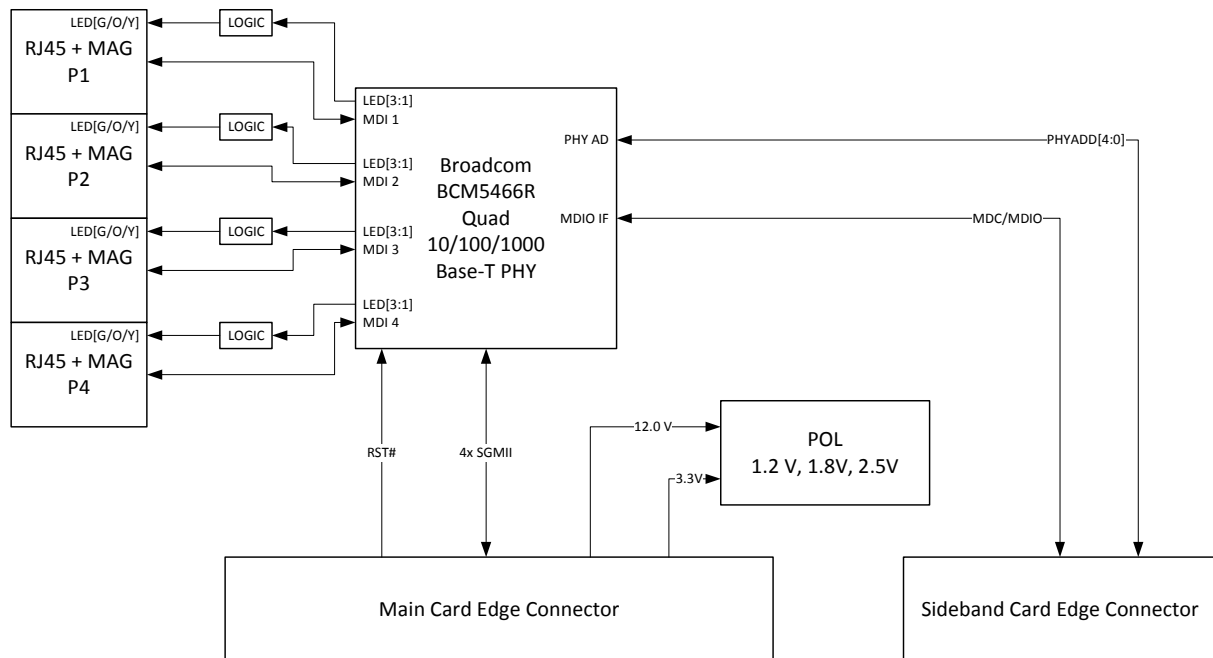 LED[G/O/Y]
RJ45 + MAG
P1
LOGIC
LED[G/O/Y]
RJ45 + MAG
P2
LOGIC
LED[G/O/Y]
RJ45 + MAG
P3
LOGIC
LED[G/O/Y]
RJ45 + MAG
P4
LOGIC
LED[3:1]
MDI 1
LED[3:1]
MDI 2
LED[3:1]
MDI 3
LED[3:1]
MDI 4
Broadcom
BCM5466R
Quad
10/100/1000
Base-T PHY
PHY AD
MDIO IF
PHYADD[4:0]
MDC/MDIO
RST#
4x SGMII
12.0 V
3.3V
POL
1.2 V, 1.8V, 2.5V
Main Card Edge Connector
Sideband Card Edge Connector